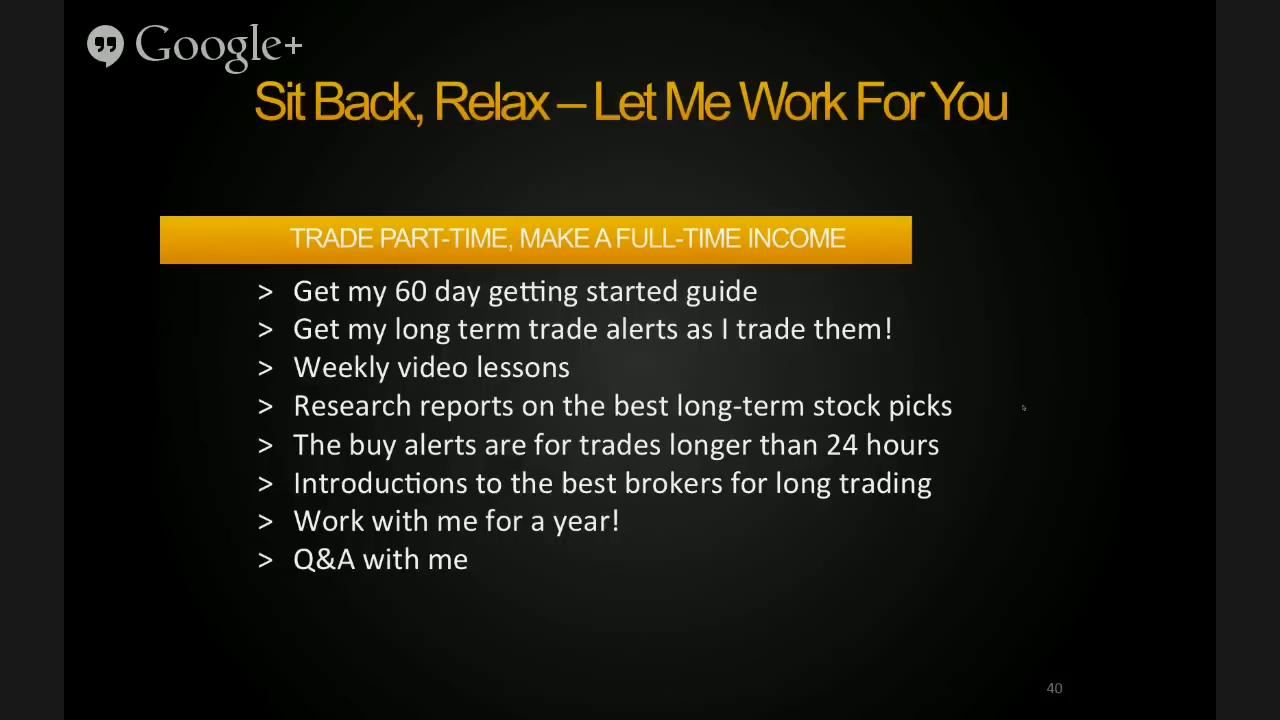 Google+
Sit Back, Relax – Let Me Work For You
TRADE PART-TIME, MAKE A FULL-TIME INCOME
> Get my 60 day getting started guide
> Get my long term trade alerts as I trade them!
> Weekly video lessons
> Research reports on the best long-term stock picks
> The buy alerts are for trades longer than 24 hours
> Introductions to the best brokers for long trading
> Work with me for a year!
> Q&A with me
40